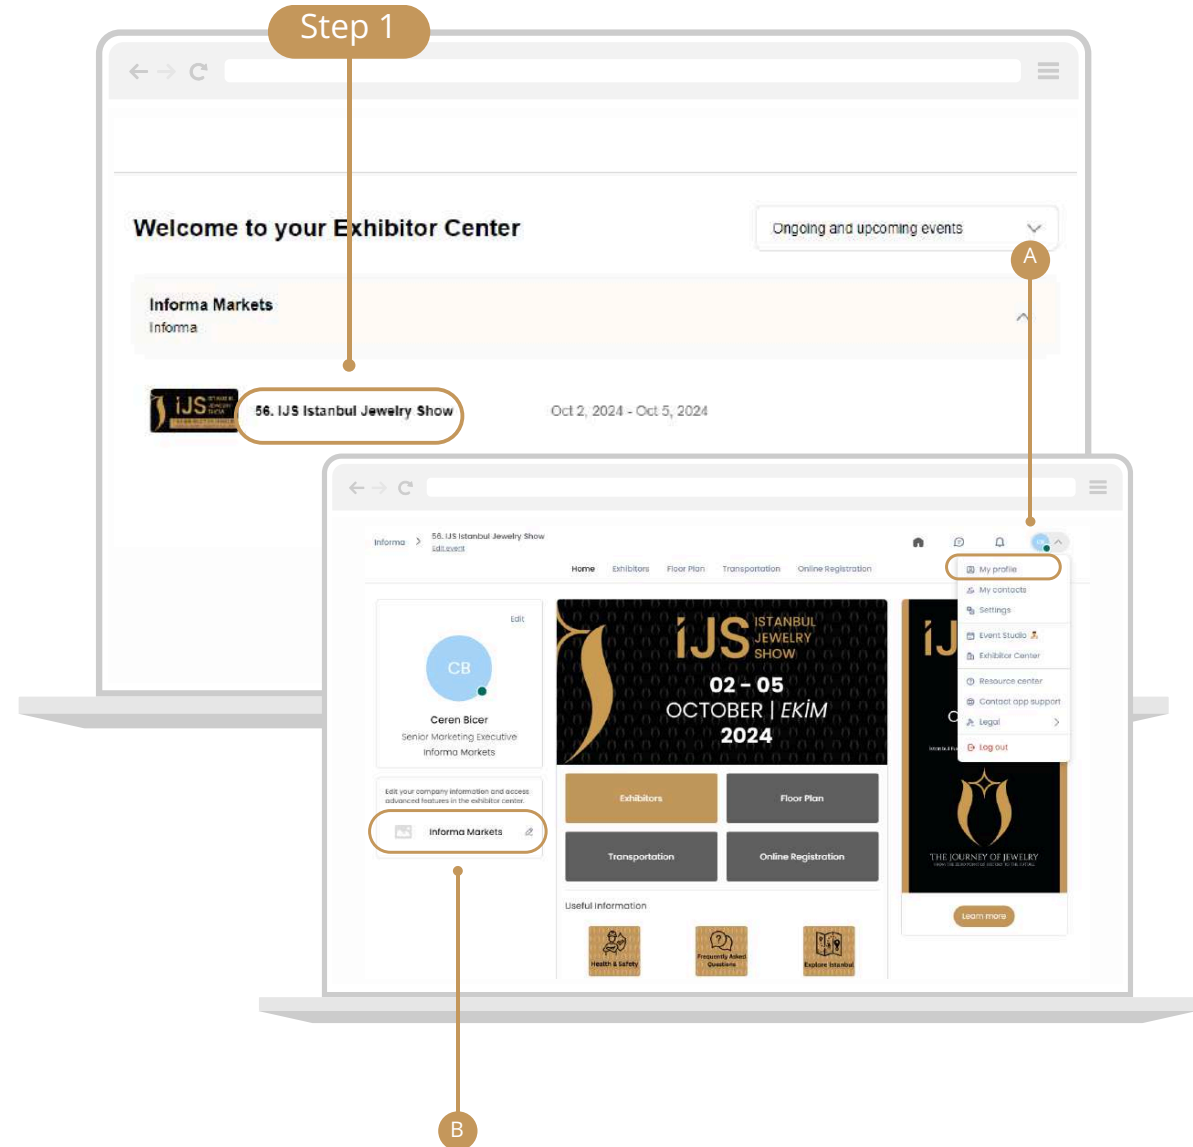 Step 1
Welcome to your Exhibitor Center
Ongoing and upcoming events
A
Informa Markets
Informa
iJS
56. IJS Istanbul Jewelry Show
Oct 2, 2024 - Oct 5, 2024
Informa
56. IJS Istanbul Jewelry Show
Edit event
Home
Exhibitors
Floor Plan
Transportation
Online Registration
My profile
My contacts
Settings
Event Studio
Exhibitor Center
Resource center
Contact app support
Legal
Log out
Edit
CB
Ceren Bicer
Senior Marketing Executive
Informa Markets
Edit your company information and access
advanced features in the exhibitor center.
Informa Markets
iJS
ISTANBUL
JEWELRY
SHOW
02 – 05
OCTOBER | EKİM
2024
Exhibitors
Floor Plan
Transportation
Online Registration
Useful Information
Health & Safety
Frequently Asked
Questions
Explore Istanbul
THE JOURNEY OF JEWELRY
Learn more
B